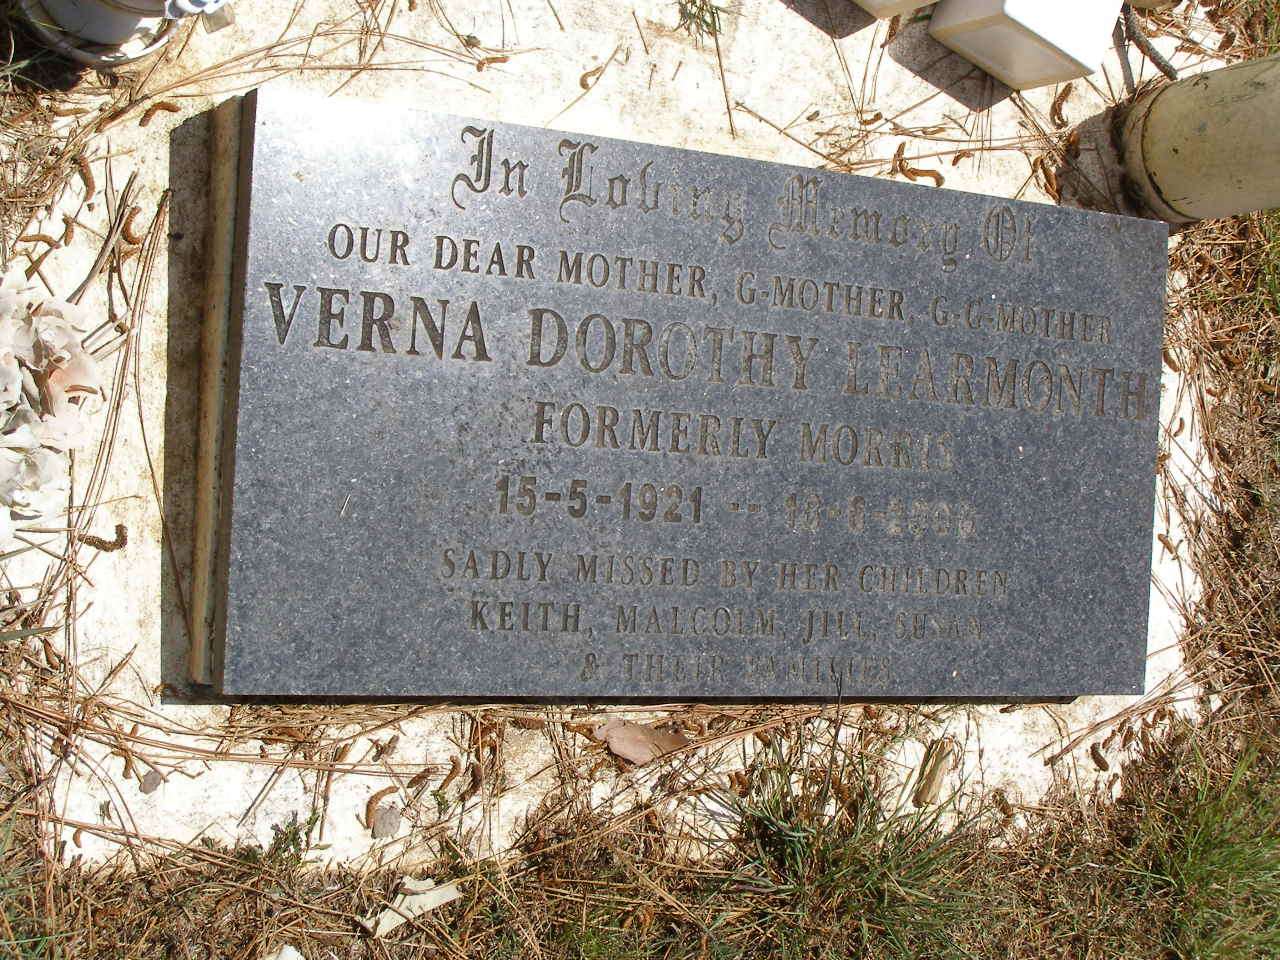 In Loving Memory Of
OUR DEAR MOTHER, G-MOTHER, G-G-MOTHER
VERNA DOROTHY LEARMONTH
FORMERLY MORRIS
15-5-1921 --
SADLY MISSED BY HER CHILDREN
KEITH, MALCOLM, JILL, SUSAN
& THEIR FAMILIES